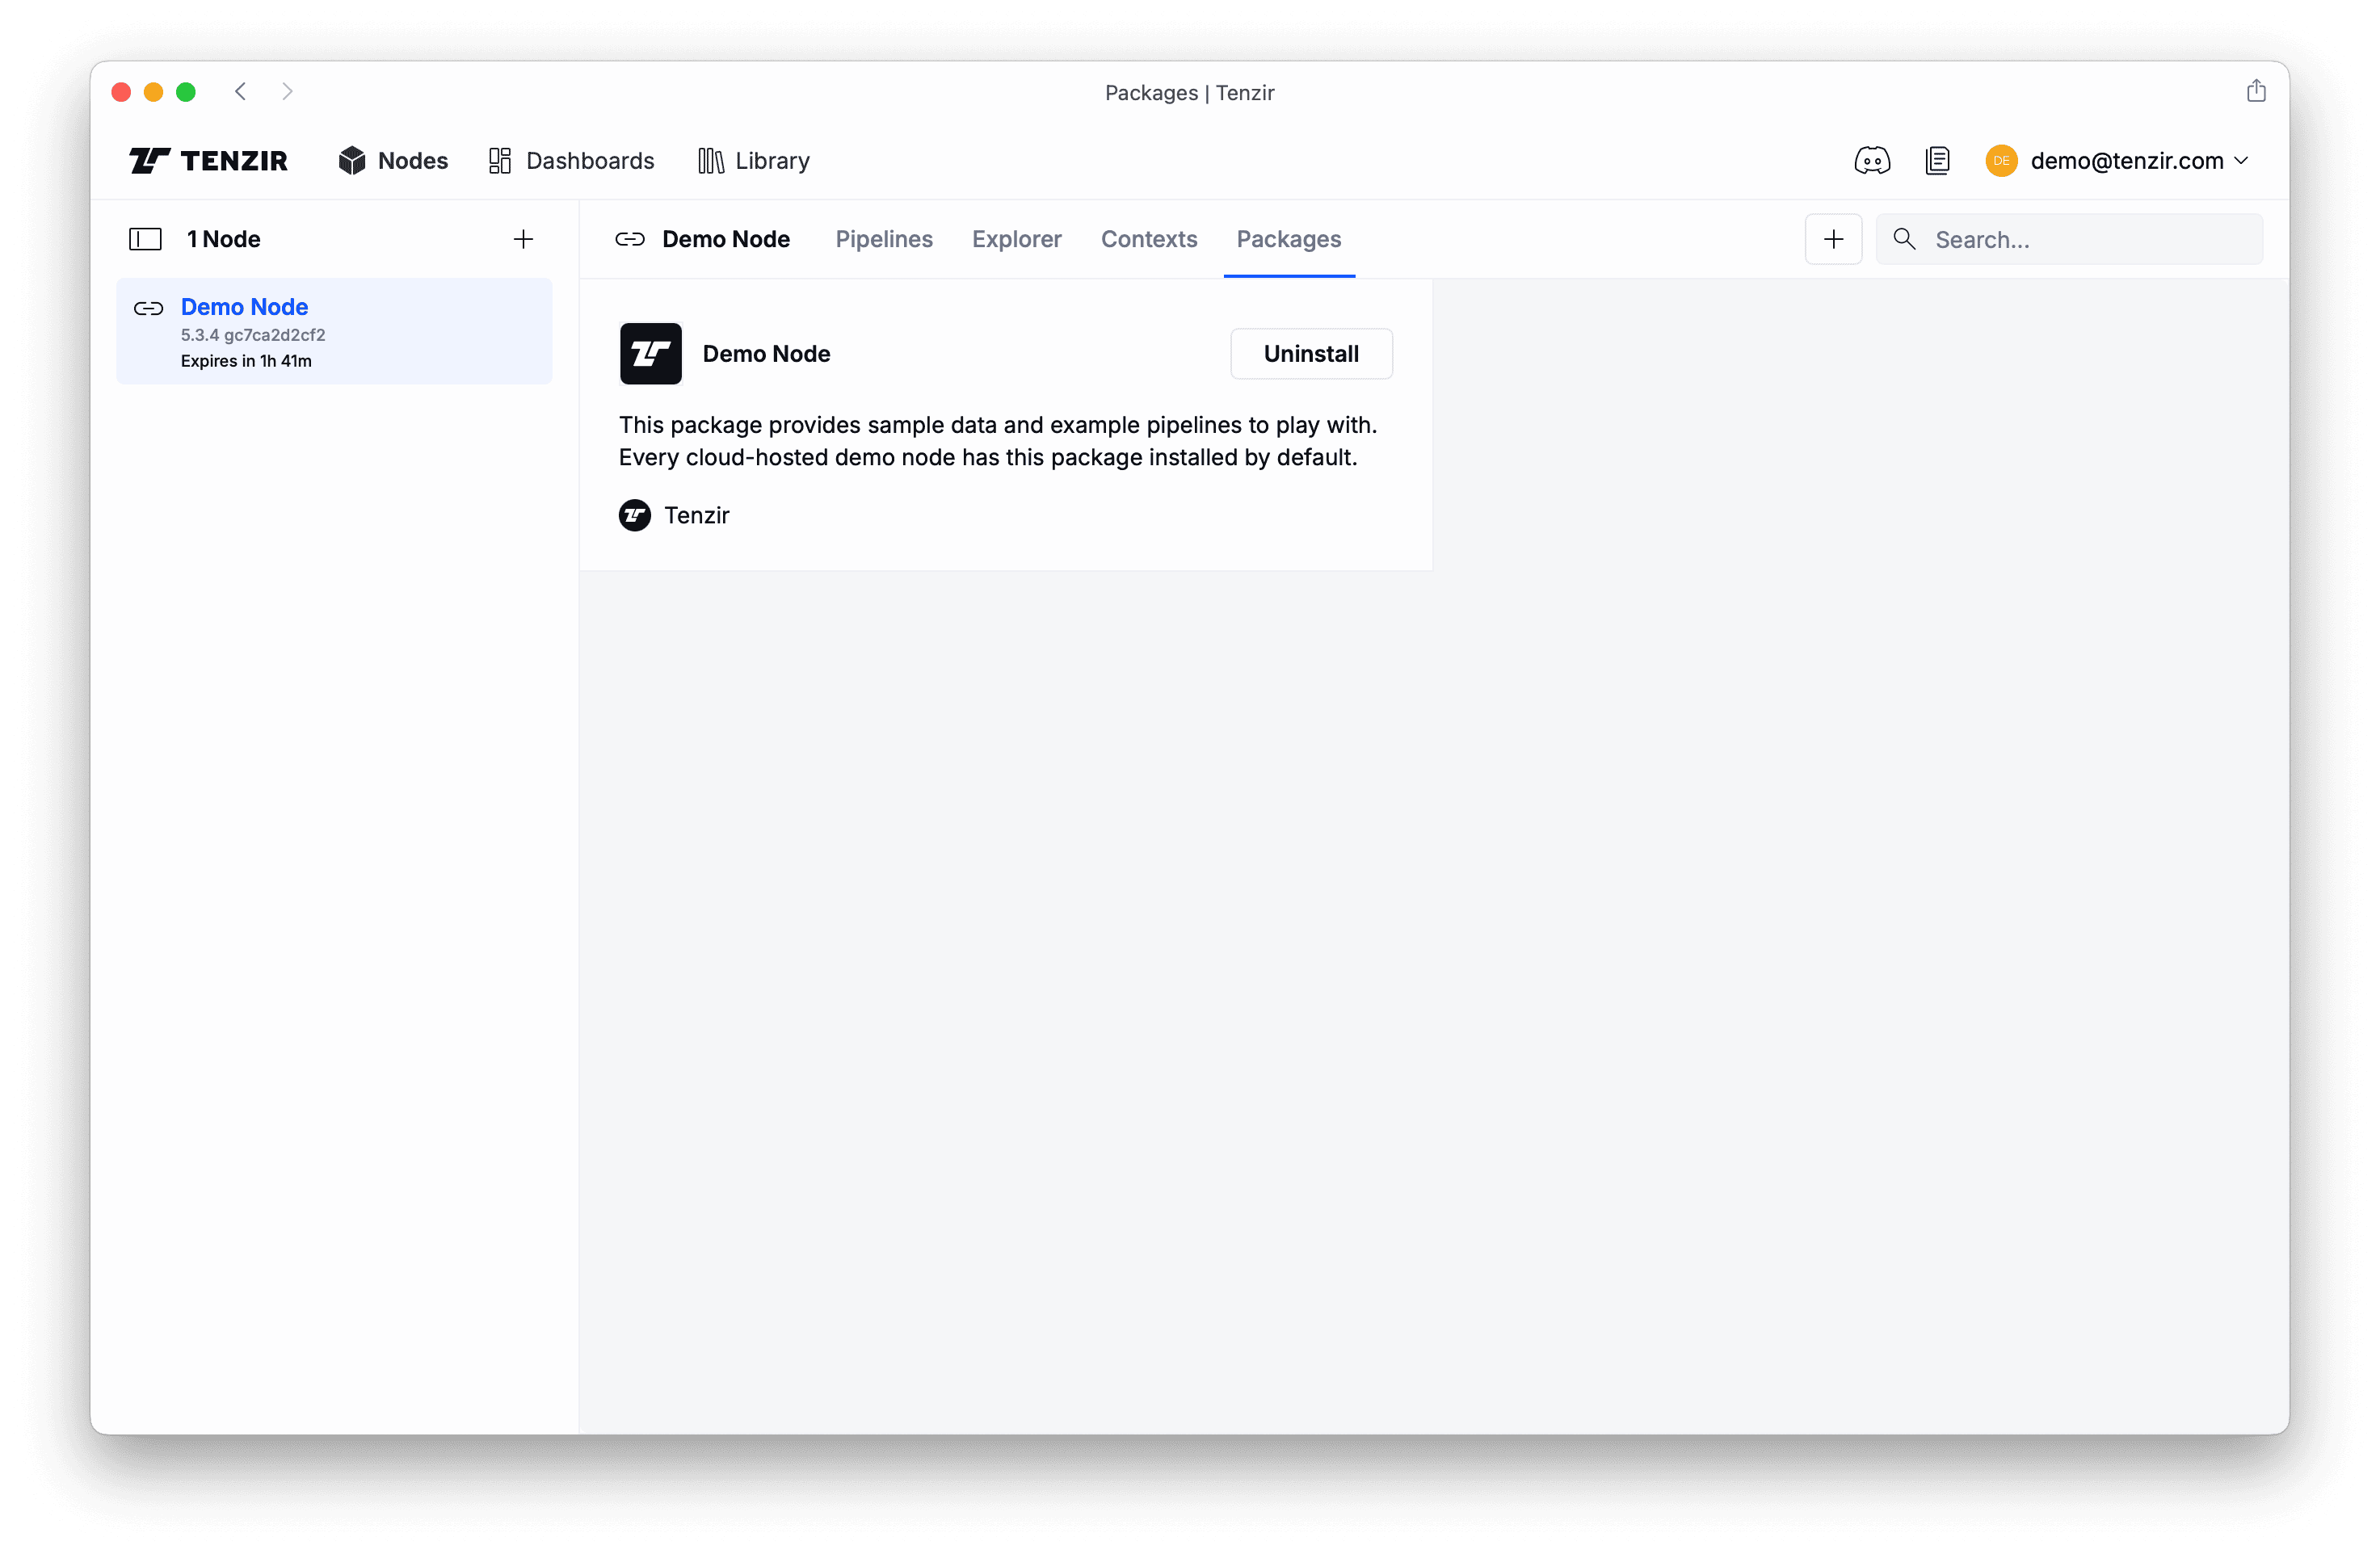 Packages | Tenzir
TENZIR
Nodes
Dashboards
Library
DE
demo@tenzir.com
1 Node
Demo Node
Pipelines
Explorer
Contexts
Packages
Search...
Demo Node
5.3.4 gc7ca2d2cf2
Expires in 1h 41m
Demo Node
Uninstall
This package provides sample data and example pipelines to play with.
Every cloud-hosted demo node has this package installed by default.
Tenzir